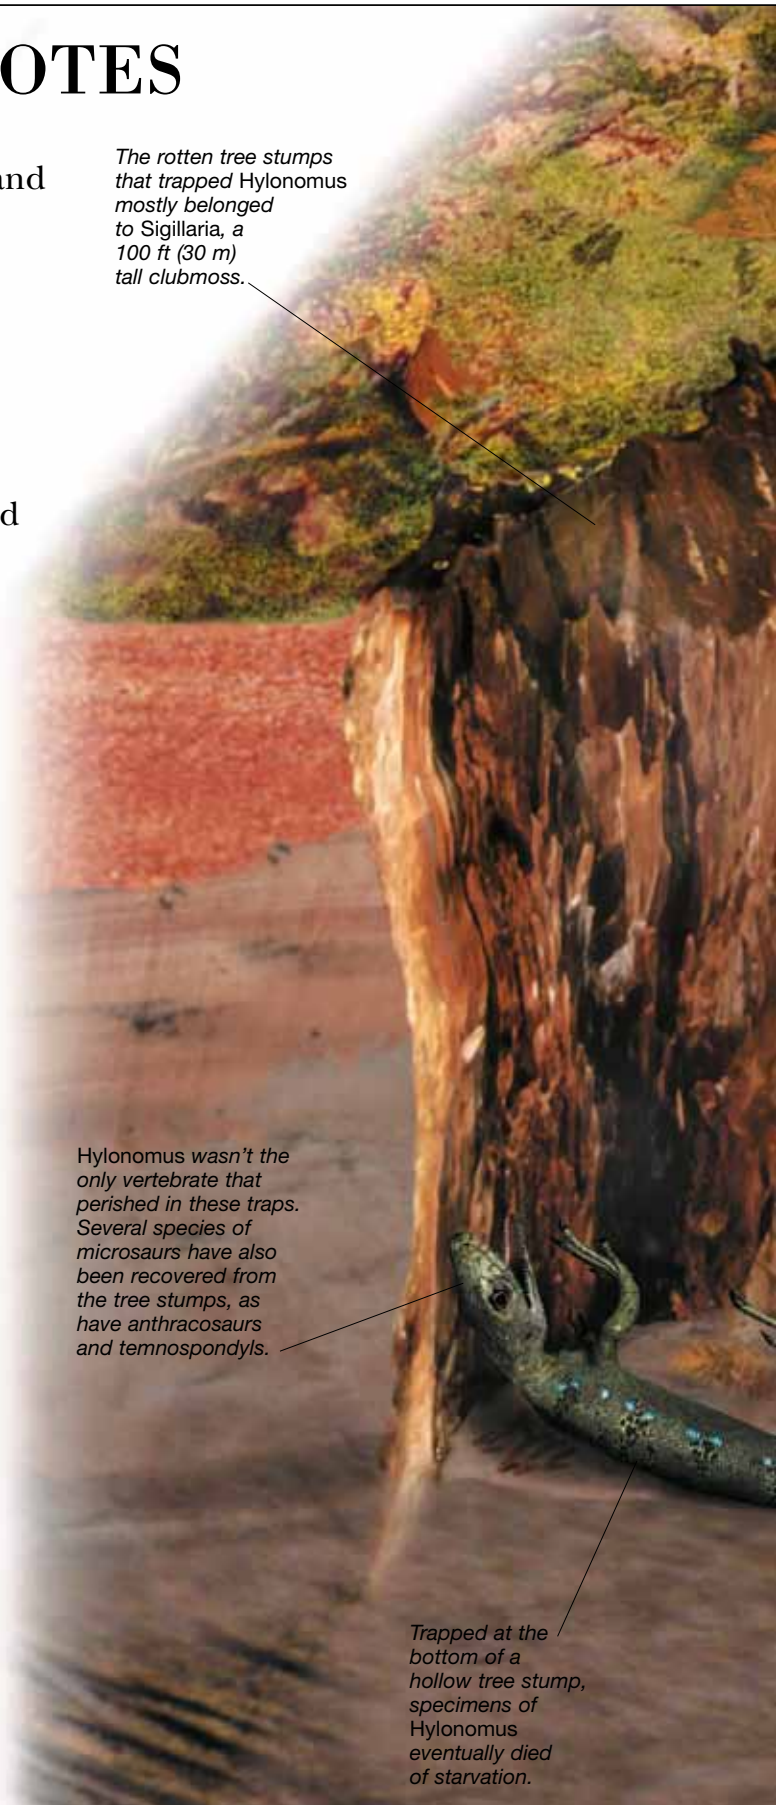 OTES
and
The rotten tree stumps
that trapped Hylonomus
mostly belonged
to Sigillaria, a
100 ft (30 m)
tall clubmoss.
d
Hylonomus wasn’t the
only vertebrate that
perished in these traps.
Several species of
microsaurs have also
been recovered from
the tree stumps, as
have anthracosaurs
and temnospondyls.
Trapped at the
bottom of a
hollow tree stump,
specimens of
Hylonomus
eventually died
of starvation.